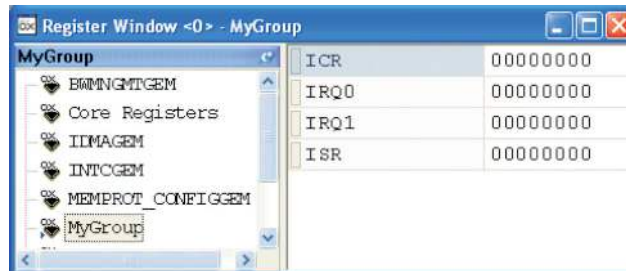 Register Window <0> - MyGroup
MyGroup
BWMNGMTGEM
Core Registers
IDMAGEM
INTCGEM
MEMPROT_CONFIGGEM
MyGroup
ICR 00000000
IRQ0 00000000
IRQ1 00000000
ISR 00000000